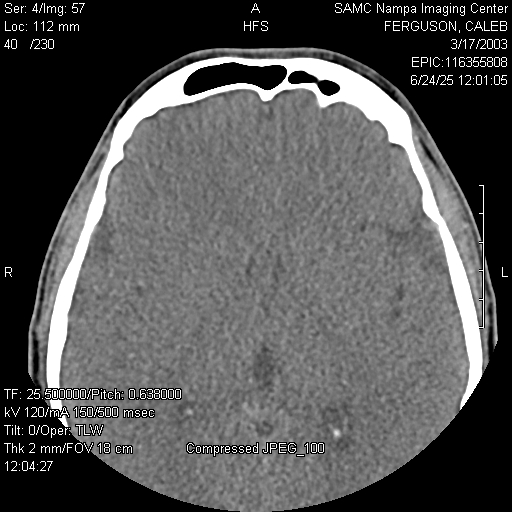 Ser: 4/Img: 57
Loc: 112 mm
40 /230
A
HFS
SAMC Nampa Imaging Center
FERGUSON, CALEB
3/17/2003
EPIC:116355808
6/24/25 12:01:05
R
L
TF: 25.500000/Pitch: 0.638000
kV 120/mA 150/500 msec
Tilt: 0/Oper: TLW
Thk 2 mm/FOV 18 cm
12:04:27
Compressed JPEG_100